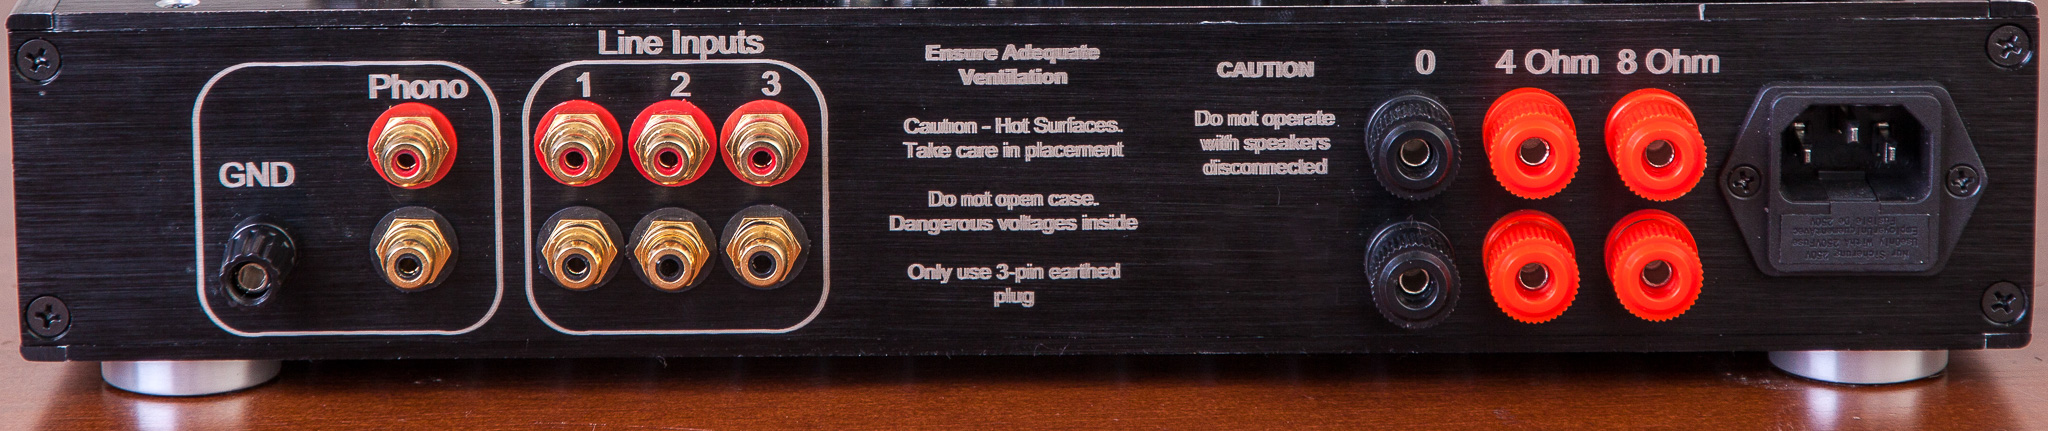 Phono
GND
Line Inputs
1 2 3
Ensure Adequate
Ventilation
Caution - Hot Surfaces.
Take care in placement
Do not open case.
Dangerous voltages inside
Only use 3-pin earthed
plug
CAUTION
Do not operate
with speakers
disconnected
0 4 Ohm 8 Ohm